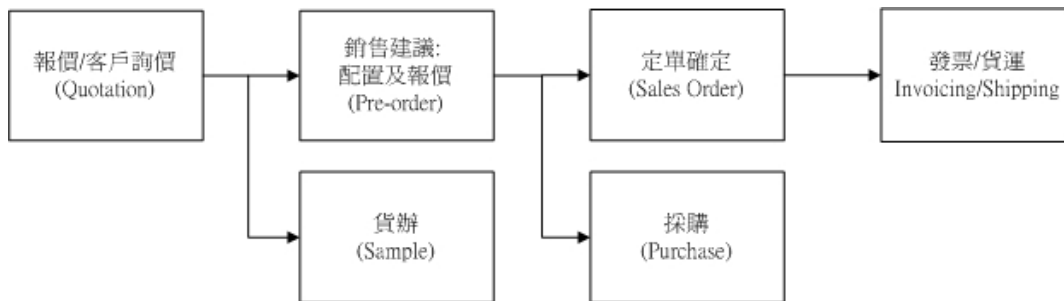 報價/客戶詢價
(Quotation)
銷售建議:
配置及報價
(Pre-order)
定單確定
(Sales Order)
發票/貨運
Invoicing/Shipping
貨辦
(Sample)
採購
(Purchase)